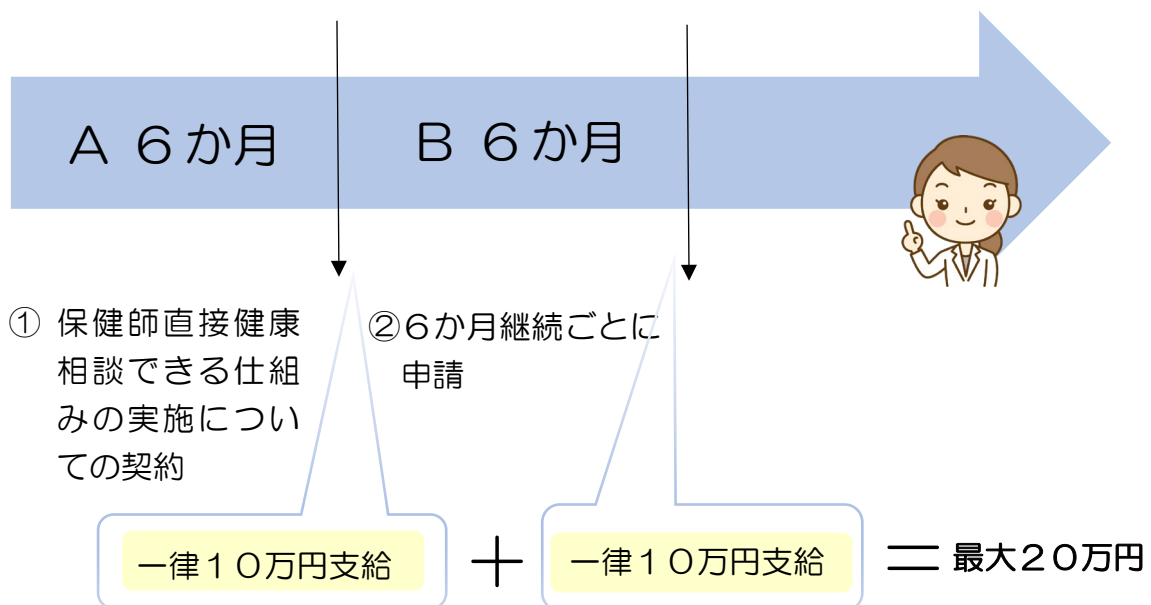 A ６か月
B ６か月
① 保健師直接健康
相談できる仕組
みの実施につい
ての契約
②６か月継続ごとに
申請
一律１０万円支給
＋
一律１０万円支給
＝ 最大２０万円